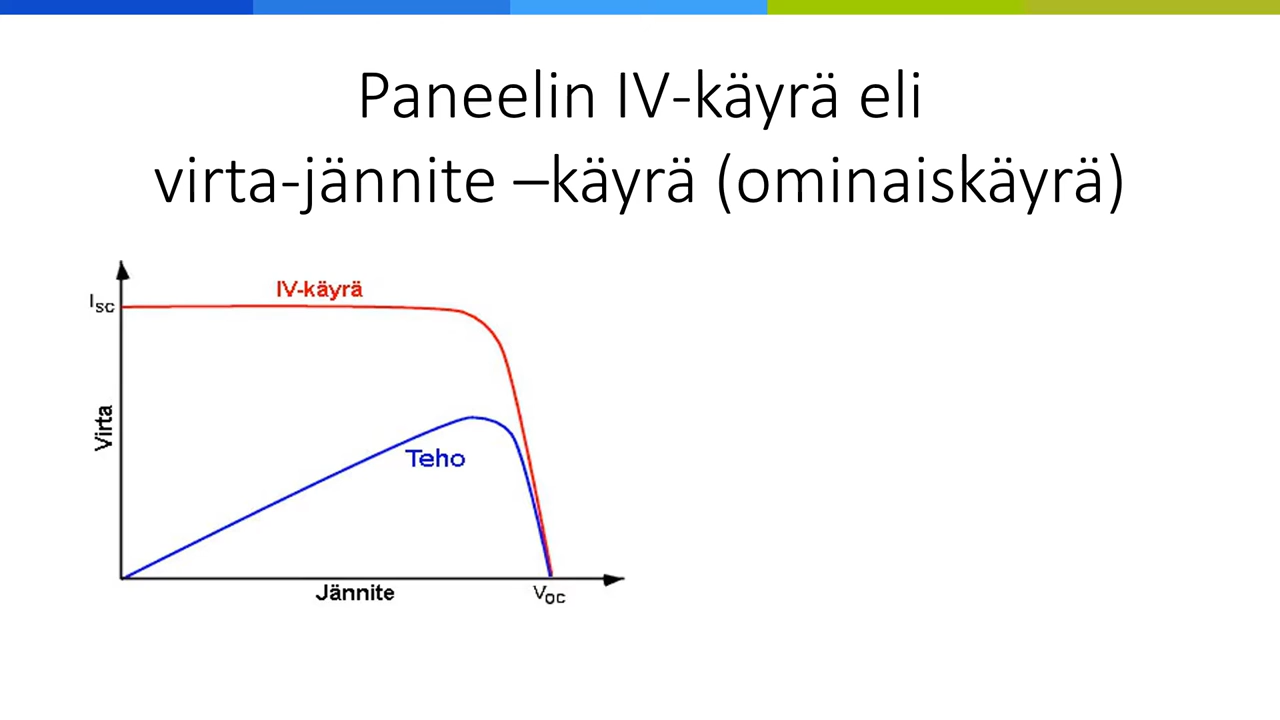 Paneelin IV-käyrä eli
virta-jännite –käyrä (ominaiskäyrä)
IV-käyrä
Isc
Virta
Teho
Jännite
Voc